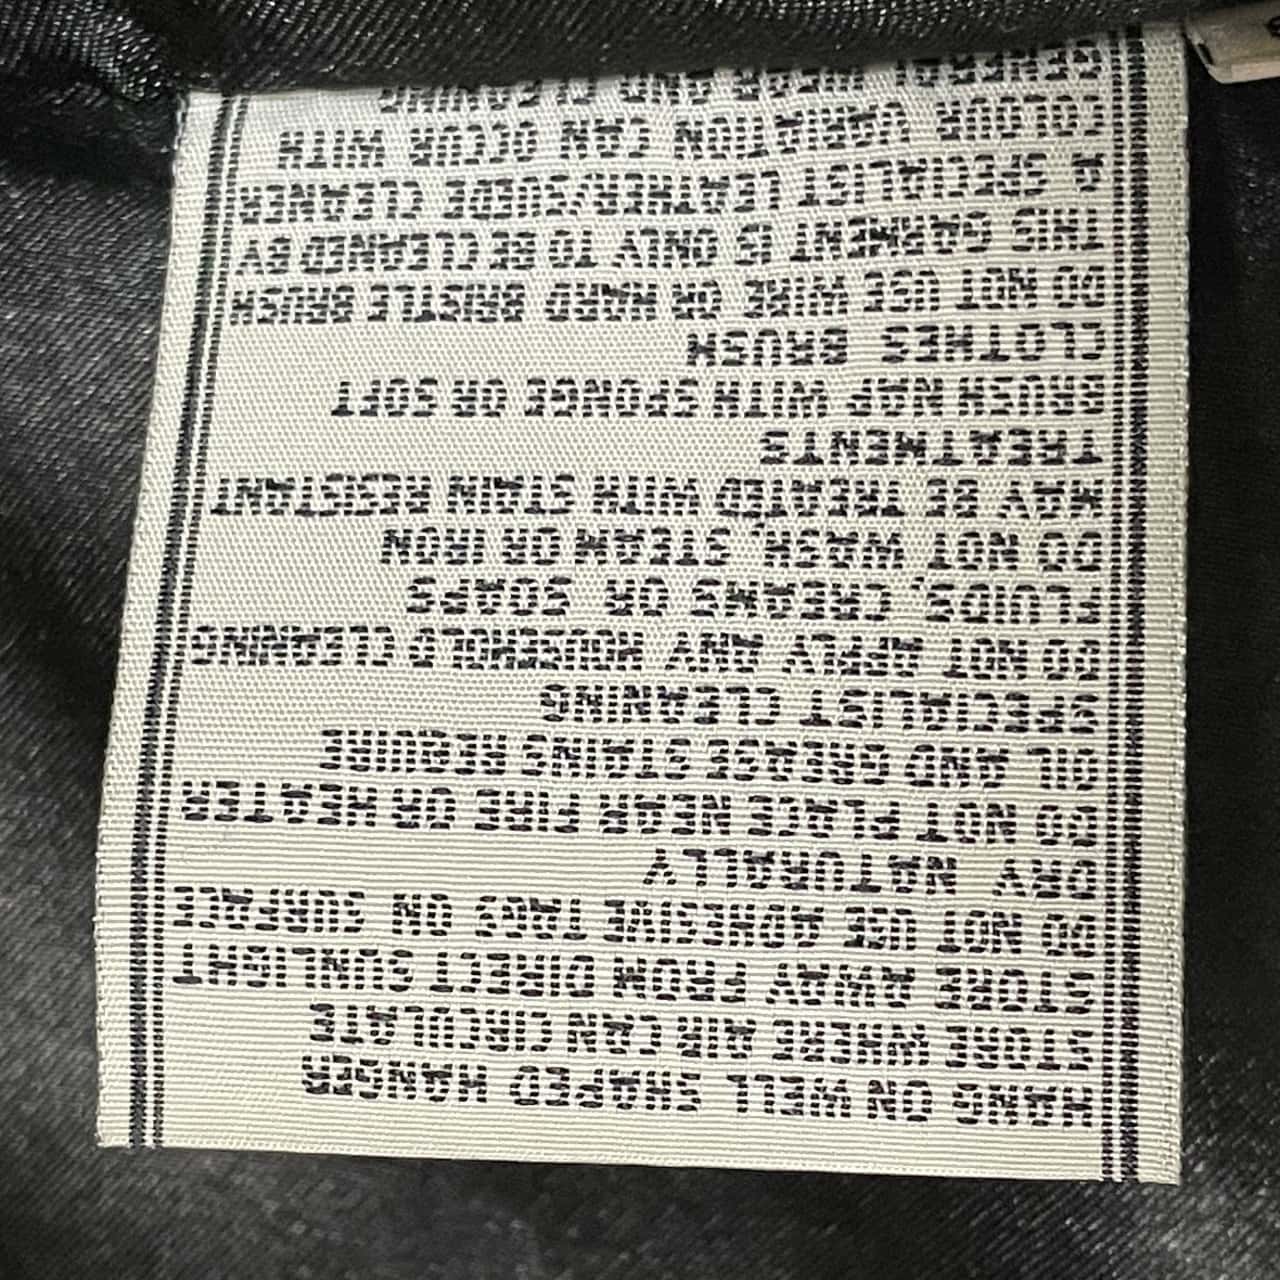 HANG ON WELL SHAPED HANGER
STORE WHERE AIR CAN CIRCULATE
STORE AWAY FROM DIRECT SUNLIGHT
DO NOT USE ADHESIVE TAGS ON SURFACE
DRY NATURALLY
DO NOT PLACE NEAR FIRE OR HEATER
OIL AND GREASE STAINS REQUIRE
SPECIALIST CLEANING
DO NOT APPLY ANY HOUSEHOLD CLEANING
FLUIDS, CREAMS OR SOAPS
DO NOT WASH, STEAM OR IRON
MAY BE TREATED WITH STAIN RESISTANT
TREATMENTS
BRUSH NAP WITH SPONGE OR SOFT
CLOTHES BRUSH
DO NOT USE WIRE OR HARD BRISTLE BRUSH
THIS GARMENT IS ONLY TO BE CLEANED BY
A SPECIALIST LEATHER/SUEDE CLEANER
COLOUR VARIATION CAN OCCUR WITH
GENERAL WEAR AND CLEANING